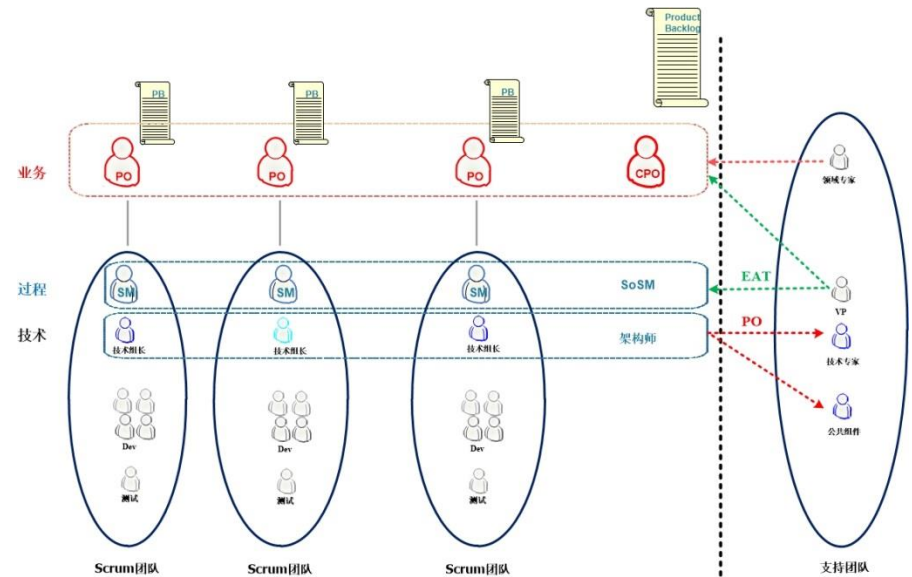 Product
Backlog
PB
PB
PB
业务
PO
PO
PO
CPO
领域专家
过程
SM
SM
SM
SoSM
EAT
VP
技术
技术组长
技术组长
技术组长
架构师
PO
技术专家
公共组件
Dev
Dev
Dev
测试
测试
测试
Scrum团队
Scrum团队
Scrum团队
支持团队